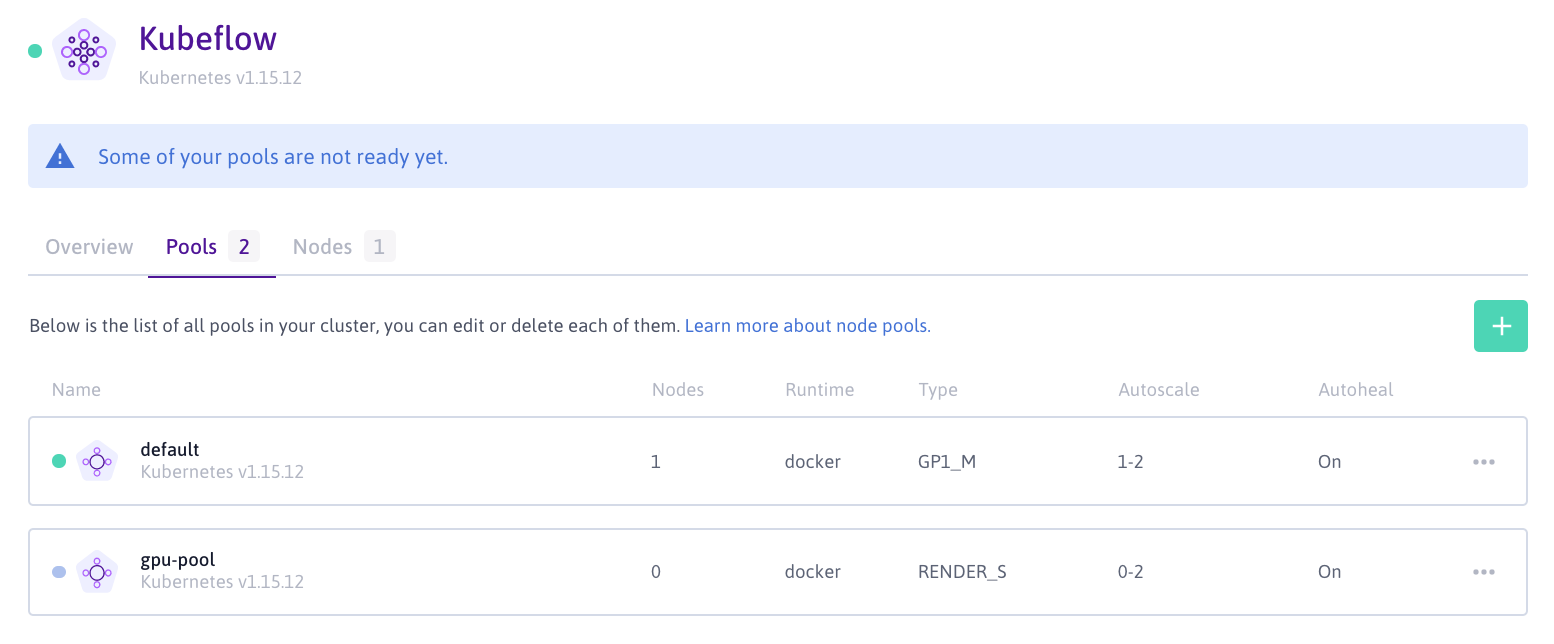 Kubeflow
Kubernetes v1.15.12
Some of your pools are not ready yet.
Overview Pools 2 Nodes 1
Below is the list of all pools in your cluster, you can edit or delete each of them. Learn more about node pools.
+
Name Nodes Runtime Type Autoscale Autoheal
default
Kubernetes v1.15.12
1 docker GP1_M 1-2 On
gpu-pool
Kubernetes v1.15.12
0 docker RENDER_S 0-2 On